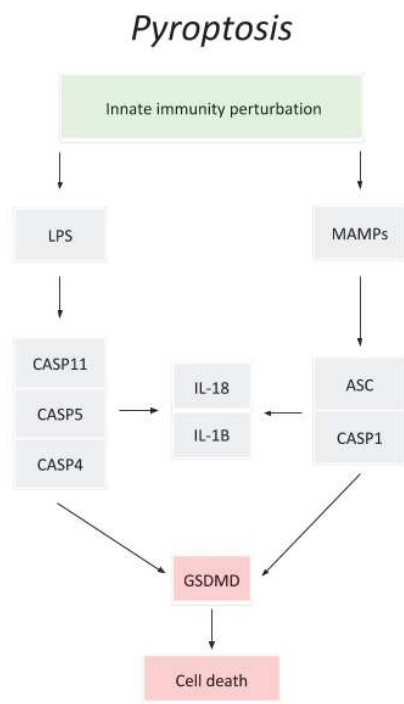 Pyroptosis
Innate immunity perturbation
LPS
MAMPs
CASP11
CASP5
CASP4
IL-18
IL-1B
ASC
CASP1
GSDMD
Cell death